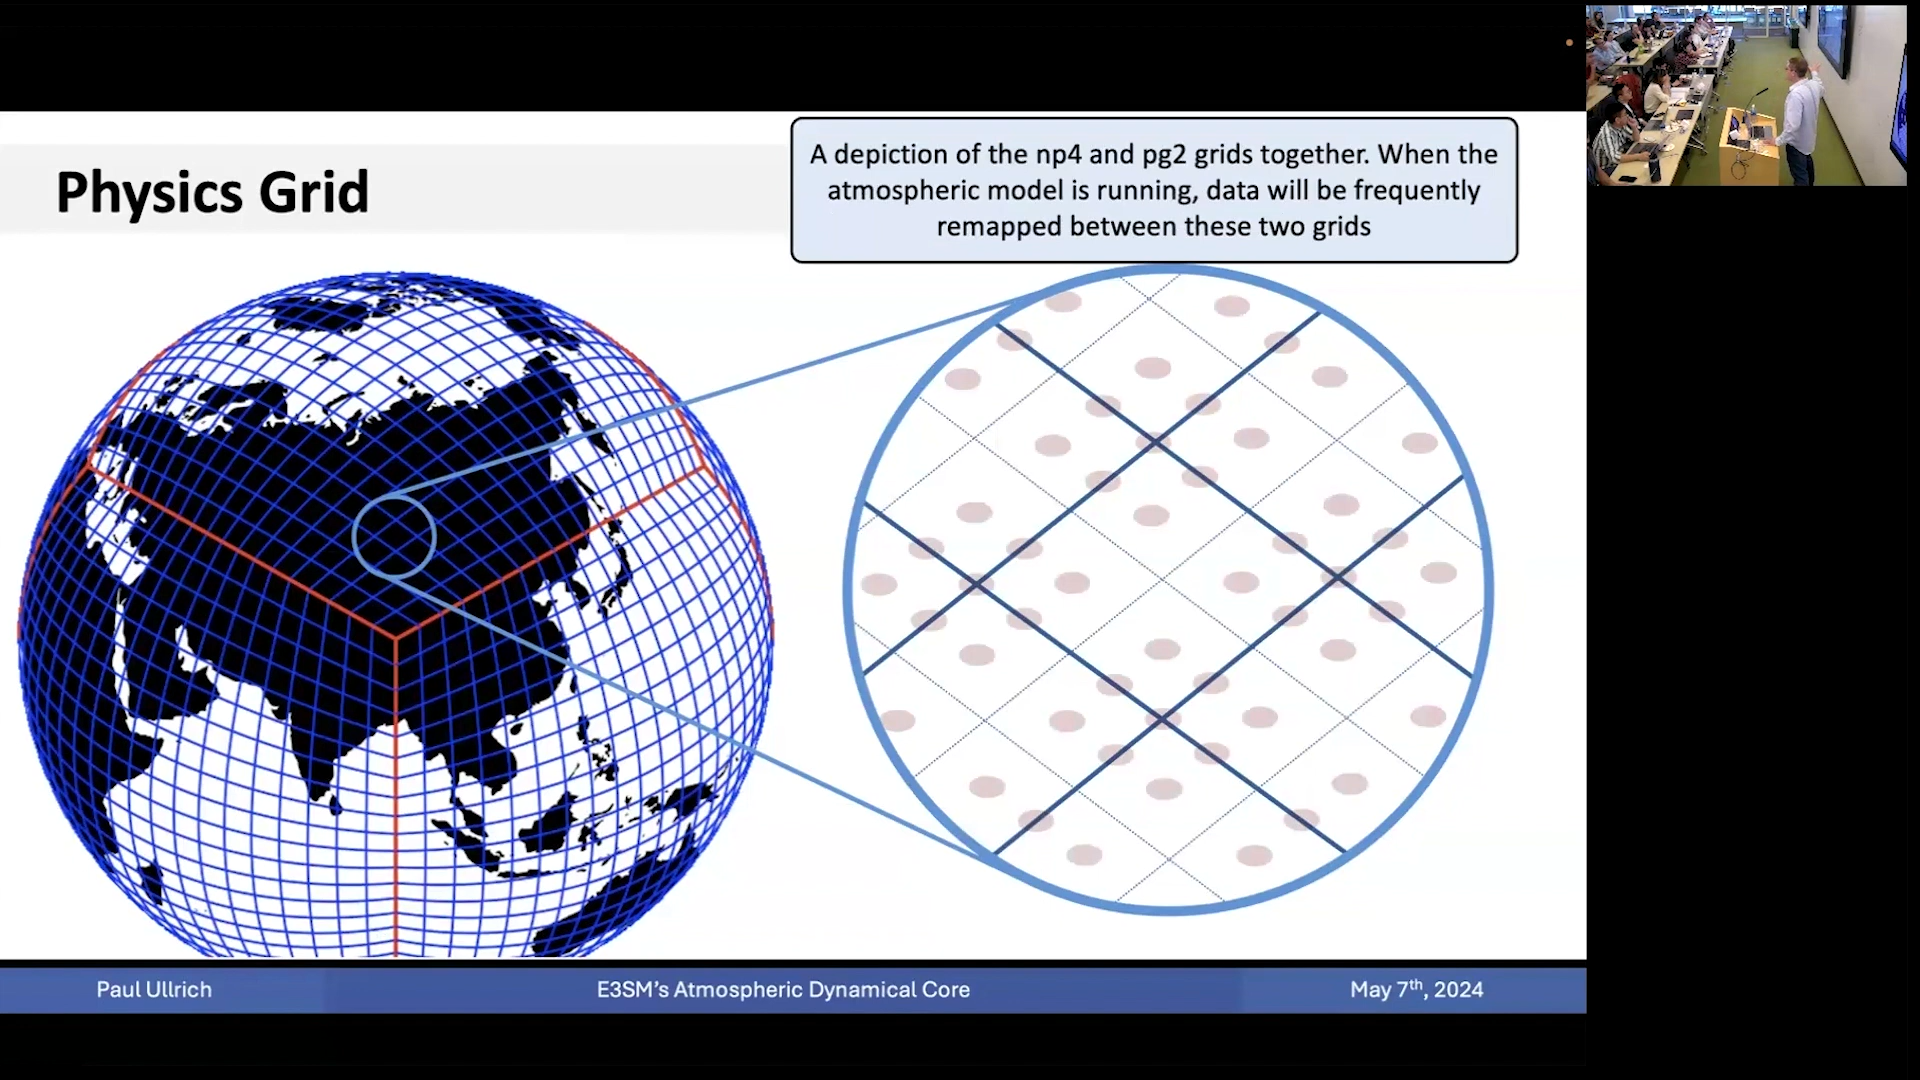 Physics Grid
A depiction of the np4 and pg2 grids together. When the
atmospheric model is running, data will be frequently
remapped between these two grids
Paul Ullrich
E3SM's Atmospheric Dynamical Core
May 7th, 2024